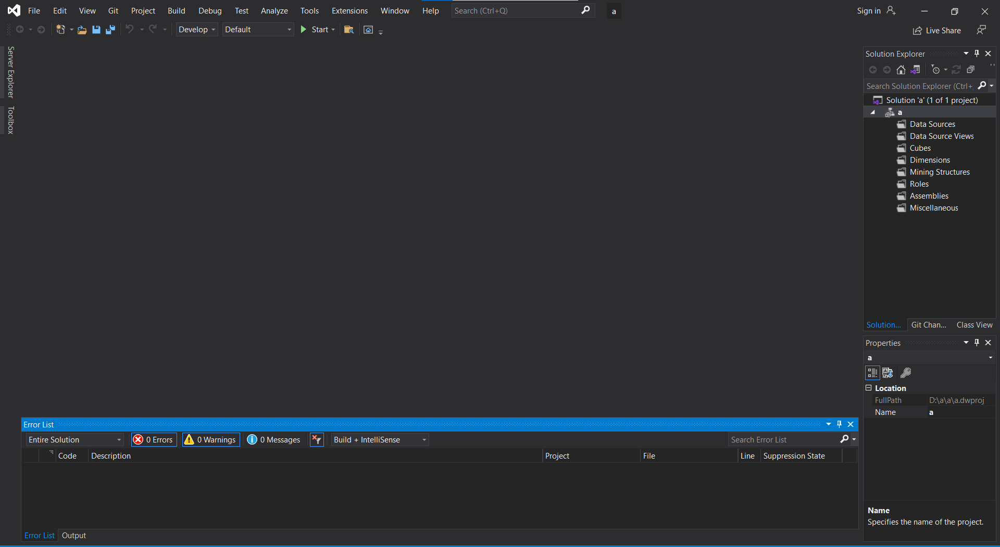 File Edit View Git Project Build Debug Test Analyze Tools Extensions Window Help Search (Ctrl+Q) a Sign in
Develop Default Start Live Share
Server Explorer
Toolbox
Solution Explorer
Search Solution Explorer (Ctrl+
Solution 'a' (1 of 1 project)
a
Data Sources
Data Source Views
Cubes
Dimensions
Mining Structures
Roles
Assemblies
Miscellaneous
Solution... Git Chan... Class View
Properties
a
Location
FullPath D:\a\a\a.dwproj
Name a
Name
Specifies the name of the project.
Error List
Entire Solution 0 Errors 0 Warnings 0 Messages Build + IntelliSense Search Error List
Code Description Project File Line Suppression State
Error List Output